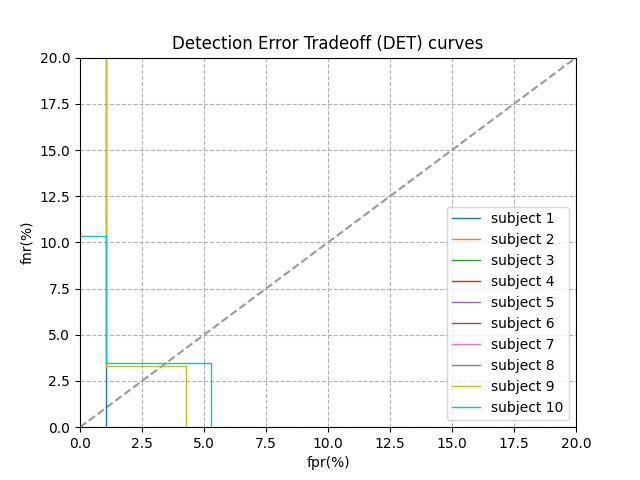 Detection Error Tradeoff (DET) curves
fnr(%)
20.0
17.5
15.0
12.5
10.0
7.5
5.0
2.5
0.0
subject 1
subject 2
subject 3
subject 4
subject 5
subject 6
subject 7
subject 8
subject 9
subject 10
0.0 2.5 5.0 7.5 10.0 12.5 15.0 17.5 20.0
fpr(%)